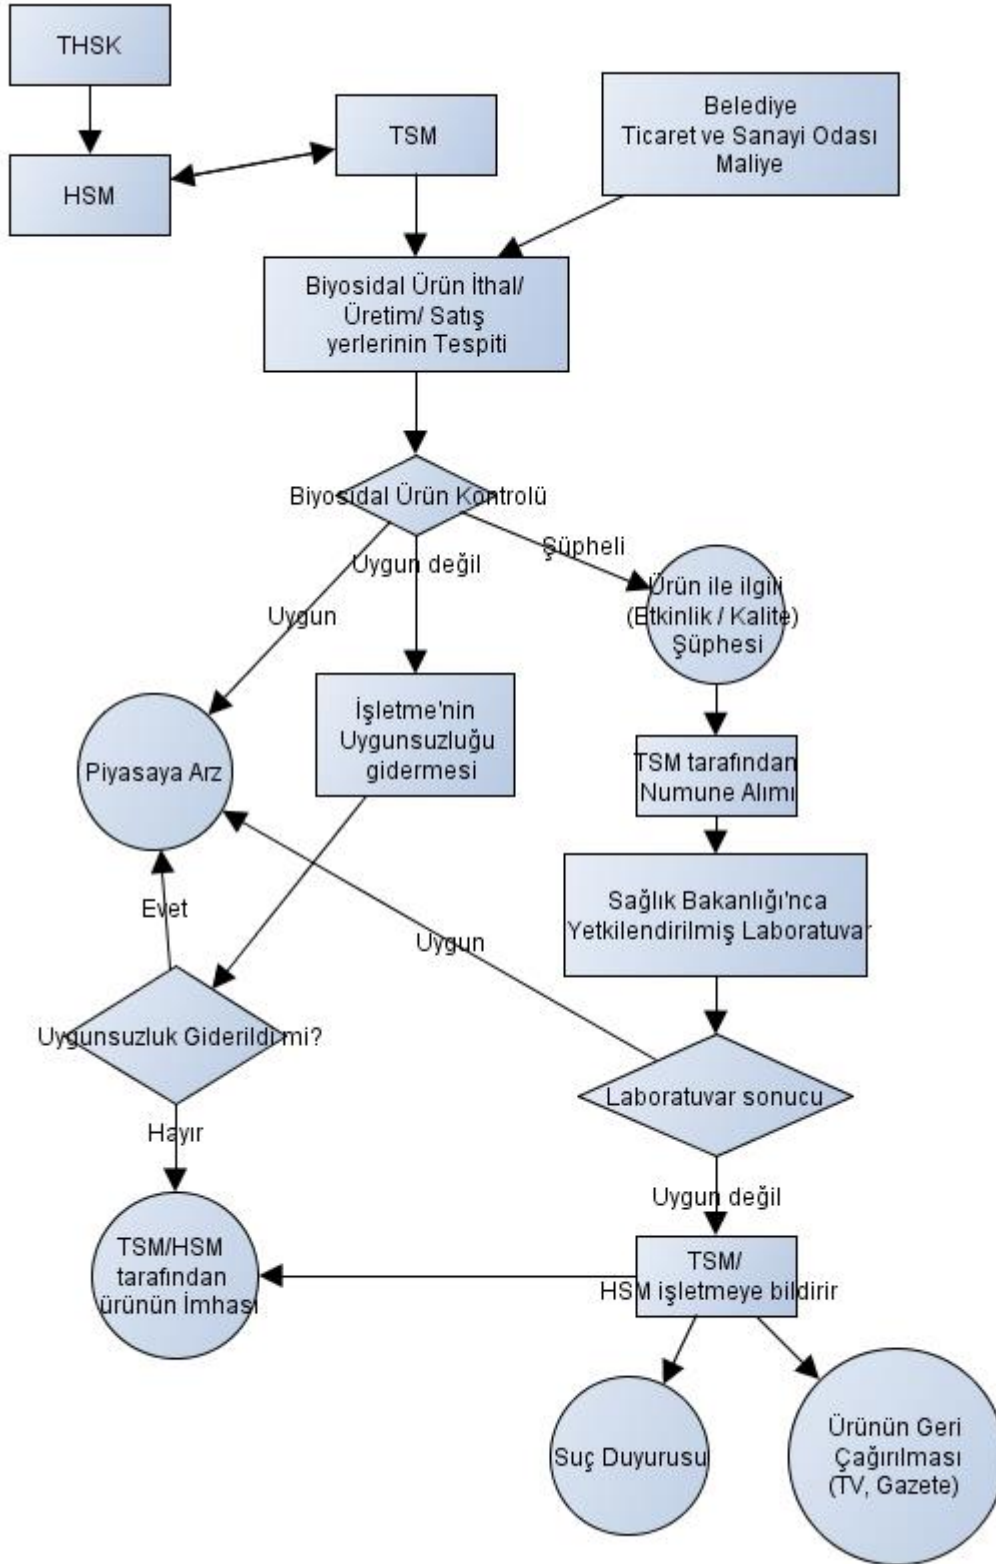 THSK
TSM
Belediye
Ticaret ve Sanayi Odası
Maliye
HSM
Biyosidal Ürün İthal/
Üretim/ Satış
yerlerinin Tespiti
Biyosidal Ürün Kontrolü
Uygun
Uygun değil
Şüpheli
Ürün ile ilgili
(Etkinlik / Kalite)
Şüphesi
İşletme'nin
Uygunsuzluğu
gidermesi
Piyasaya Arz
TSM tarafından
Numune Alımı
Sağlık Bakanlığı'nca
Yetkilendirilmiş Laboratuvar
Evet
Uygun
Uygunsuzluk Giderildi mi?
Laboratuvar sonucu
Hayır
Uygun değil
TSM/HSM
tarafından
ürünün İmhası
TSM/
HSM işletmeye bildirir
Suç Duyurusu
Ürünün Geri
Çağırılması
(TV, Gazete)